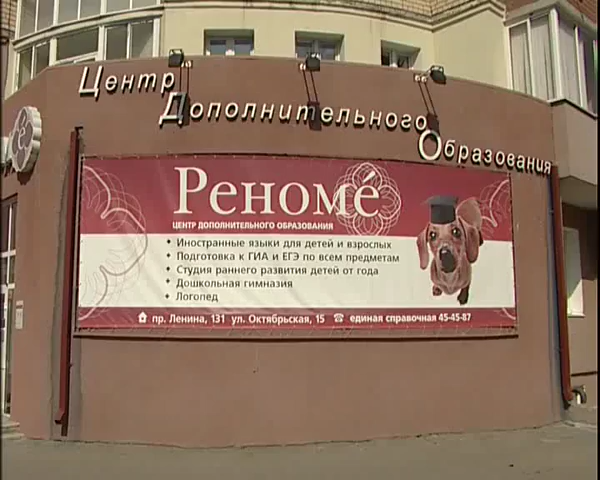 Центр
Дополнительного
Образования
Реномé
ЦЕНТР ДОПОЛНИТЕЛЬНОГО ОБРАЗОВАНИЯ
• Иностранные языки для детей и взрослых
• Подготовка к ГИА и ЕГЭ по всем предметам
• Студия раннего развития детей от года
• Дошкольная гимназия
• Логопед
пр. Ленина, 131 ул. Октябрьская, 15 ☎ единая справочная 45-45-87